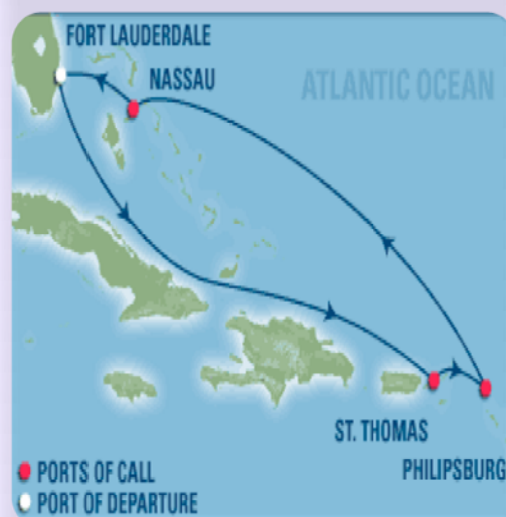 FORT LAUDERDALE
NASSAU
ATLANTIC OCEAN
ST. THOMAS
PHILIPSBURG
PORTS OF CALL
PORT OF DEPARTURE